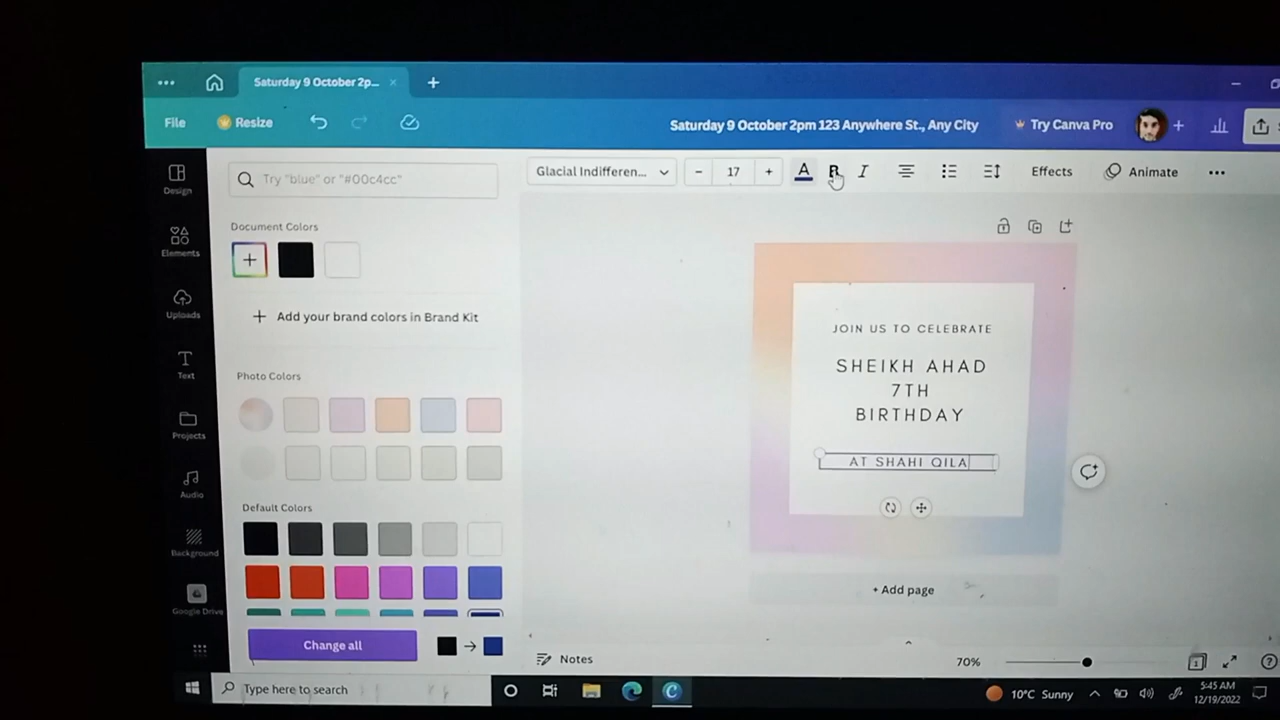 Saturday 9 October 2p...
File
Resize
Saturday 9 October 2pm 123 Anywhere St., Any City
Try Canva Pro
Design
Elements
Uploads
Text
Projects
Audio
Background
Google Drive
Try "blue" or "#00c4cc"
Document Colors
Add your brand colors in Brand Kit
Photo Colors
Default Colors
Change all
Glacial Indifferen...
17
A
B
I
Effects
Animate
JOIN US TO CELEBRATE
SHEIKH AHAD
7TH
BIRTHDAY
AT SHAHI QILA
+ Add page
Notes
70%
1
Type here to search
10°C Sunny
5:45 AM
12/19/2022